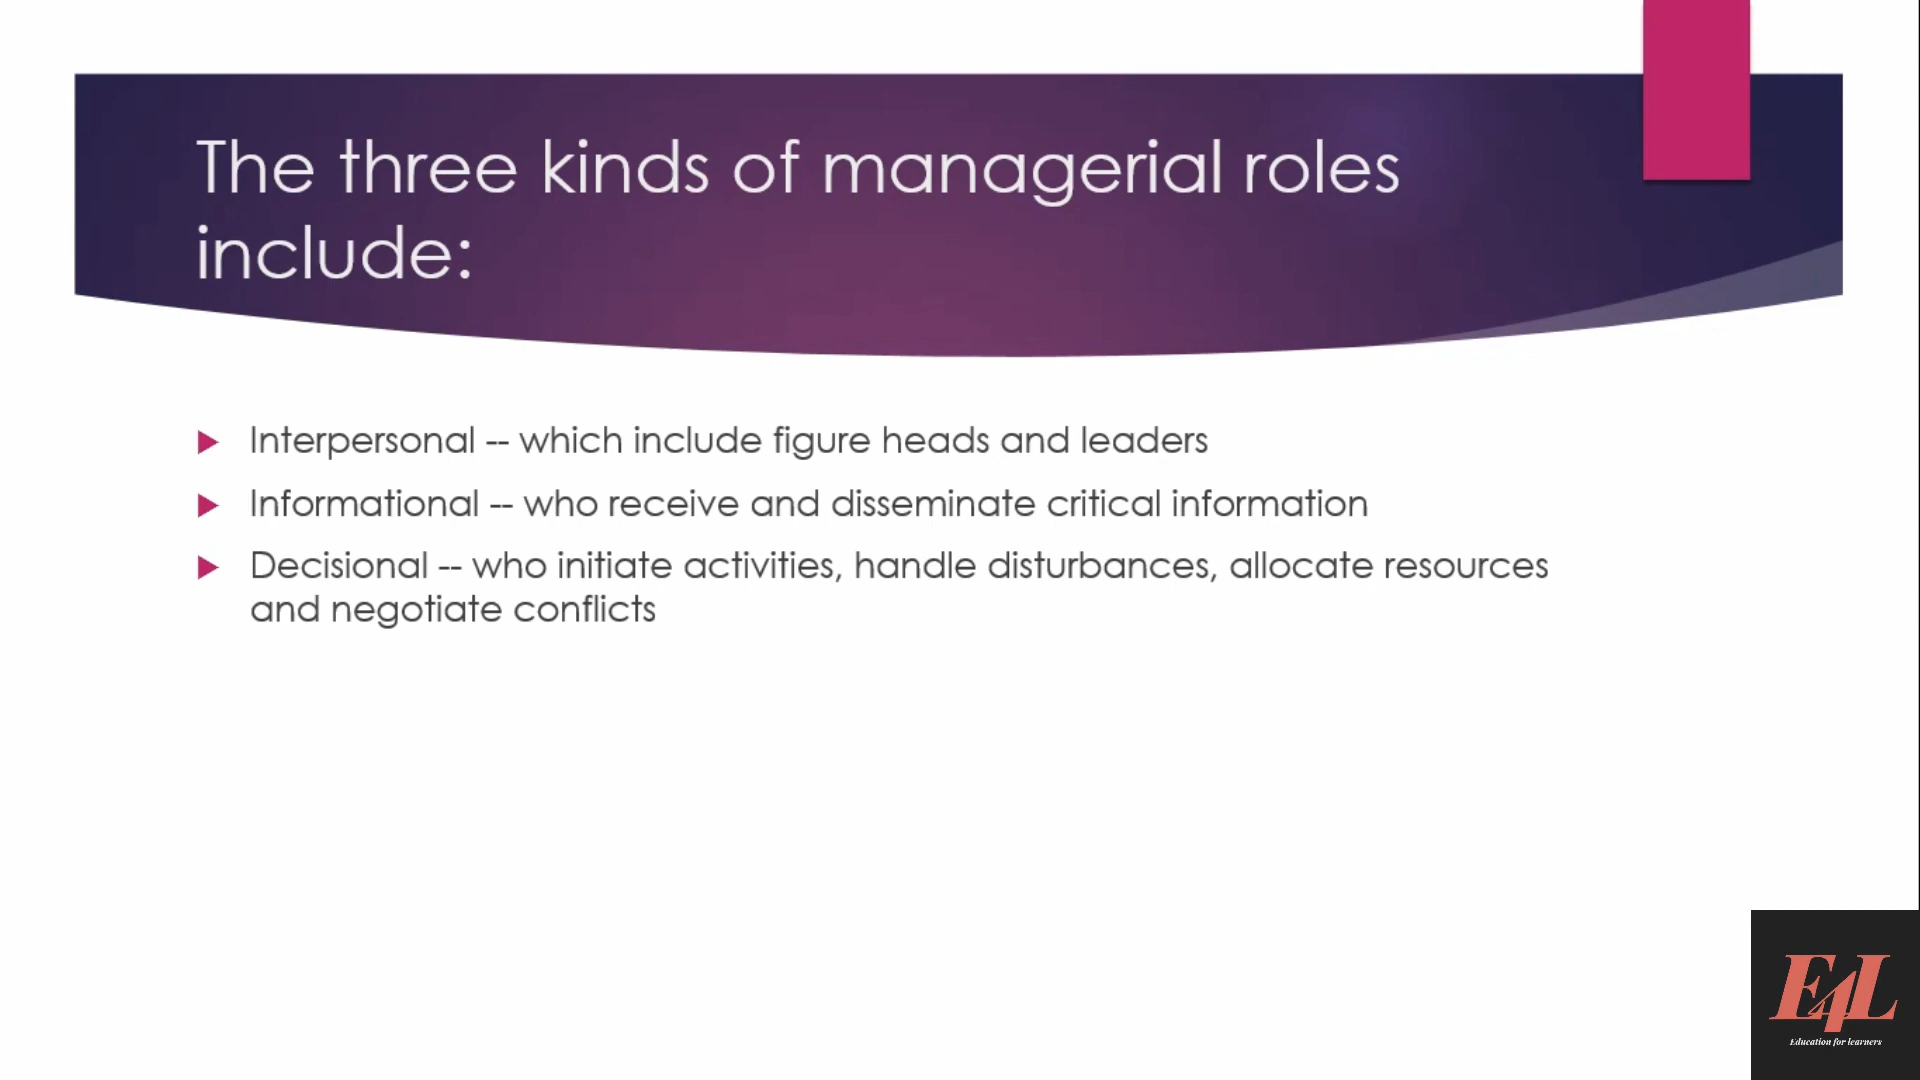 The three kinds of managerial roles
include:
Interpersonal -- which include figure heads and leaders
Informational -- who receive and disseminate critical information
Decisional -- who initiate activities, handle disturbances, allocate resources
and negotiate conflicts
E4L
Education for learners